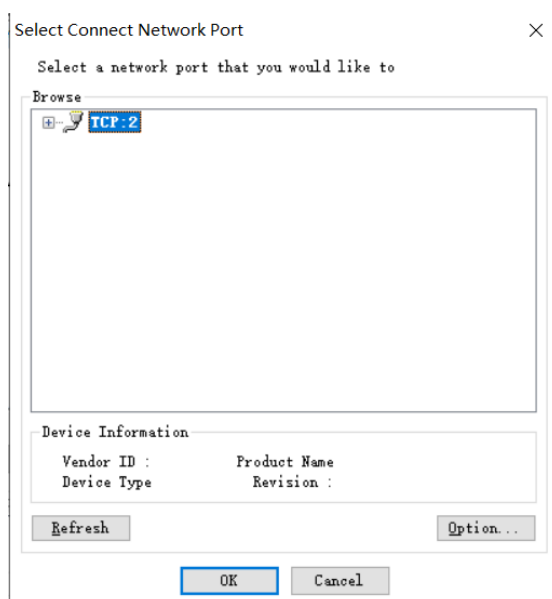 Select Connect Network Port
Select a network port that you would like to
Browse
TCP:2
Device Information
Vendor ID : Product Name
Device Type Revision :
Refresh Option...
OK Cancel